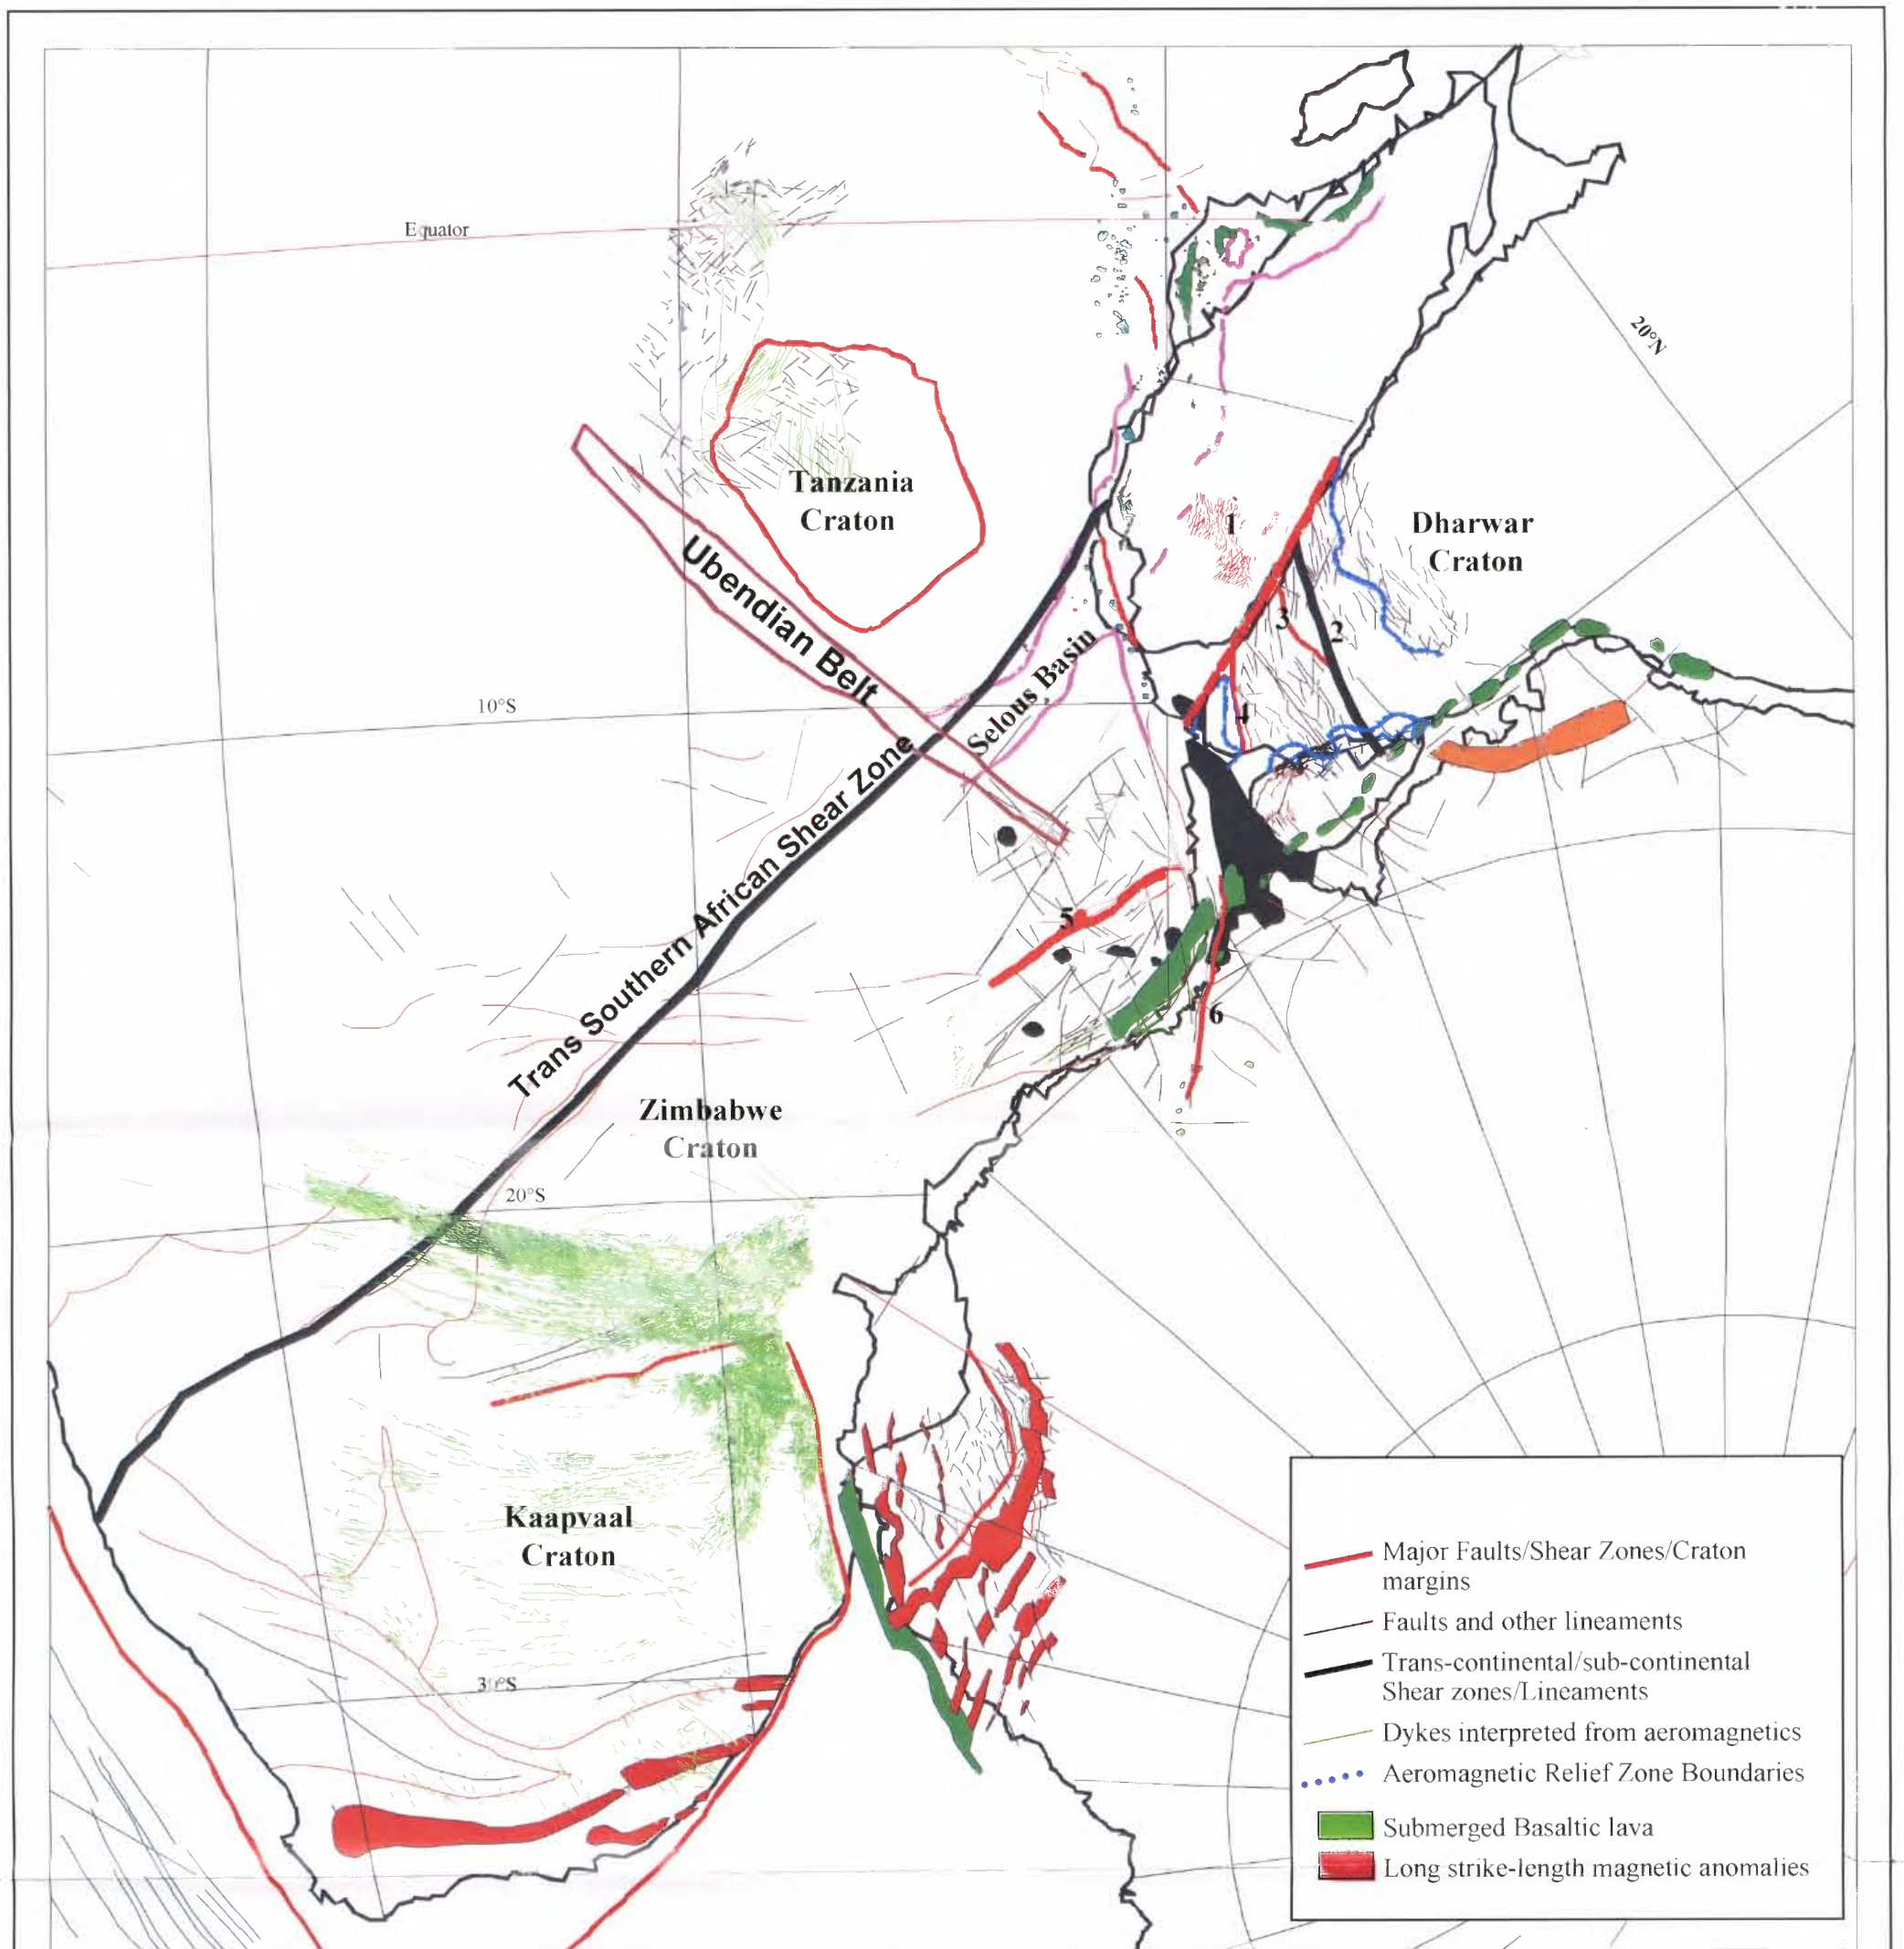 Equator
20°N
Tanzania
Craton
Dharwar
Craton
1
Ubendian Belt
3
2
Selous Basin
10°S
4
Trans Southern African Shear Zone
5
6
Zimbabwe
Craton
20°S
Kaapvaal
Craton
30°S
Major Faults/Shear Zones/Craton
margins
Faults and other lineaments
Trans-continental/sub-continental
Shear zones/Lineaments
Dykes interpreted from aeromagnetics
Aeromagnetic Relief Zone Boundaries
Submerged Basaltic lava
Long strike-length magnetic anomalies